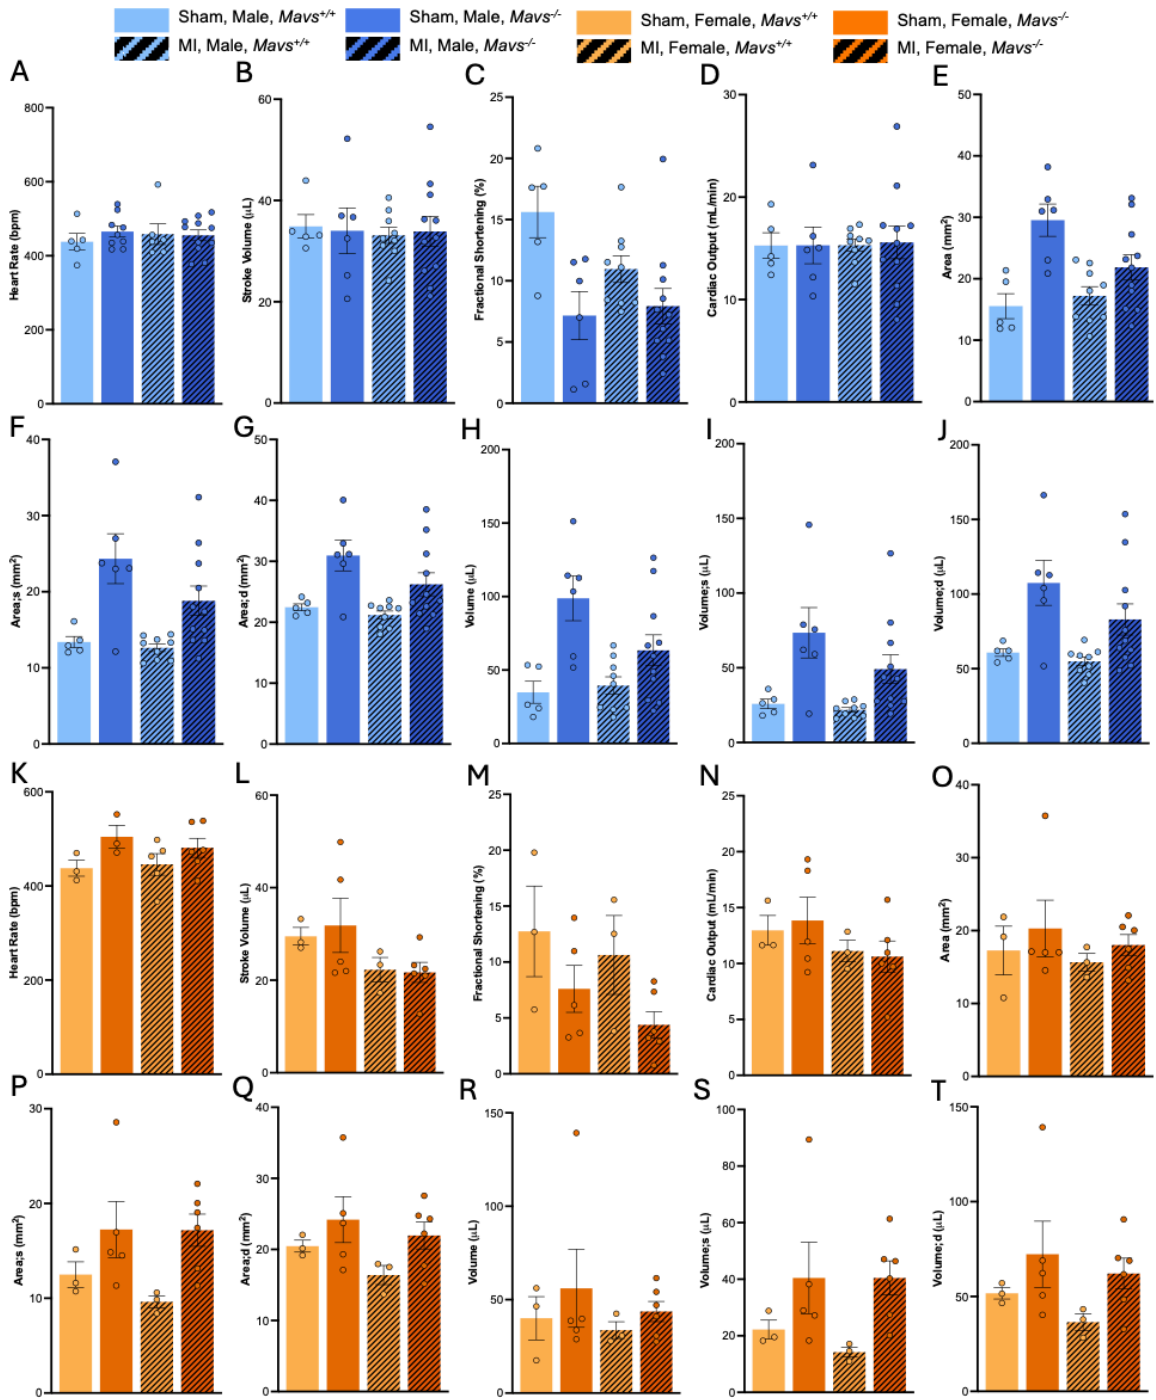 Sham, Male, Mavs+/+ Sham, Male, Mavs-/- Sham, Female, Mavs+/+ Sham, Female, Mavs-/-
MI, Male, Mavs+/+ MI, Male, Mavs-/- MI, Female, Mavs+/+ MI, Female, Mavs-/-
A
Heart Rate (bpm)
800
600
400
200
0
B
Stroke Volume (μL)
60
40
20
0
C
Fractional Shortening (%)
25
20
15
10
5
0
D
Cardiac Output (mL/min)
30
20
10
0
E
Area (mm²)
50
40
30
20
10
0
F
Area;s (mm²)
40
30
20
10
0
G
Area;d (mm²)
50
40
30
20
10
0
H
Volume (μL)
200
150
100
50
0
I
Volume;s (μL)
200
150
100
50
0
J
Volume;d (μL)
200
150
100
50
0
K
Heart Rate (bpm)
600
400
200
0
L
Stroke Volume (μL)
60
40
20
0
M
Fractional Shortening (%)
25
20
15
10
5
0
N
Cardiac Output (mL/min)
25
20
15
10
5
0
O
Area (mm²)
40
30
20
10
0
P
Area;s (mm²)
30
20
10
0
Q
Area;d (mm²)
40
30
20
10
0
R
Volume (μL)
150
100
50
0
S
Volume;s (μL)
100
80
60
40
20
0
T
Volume;d (μL)
150
100
50
0